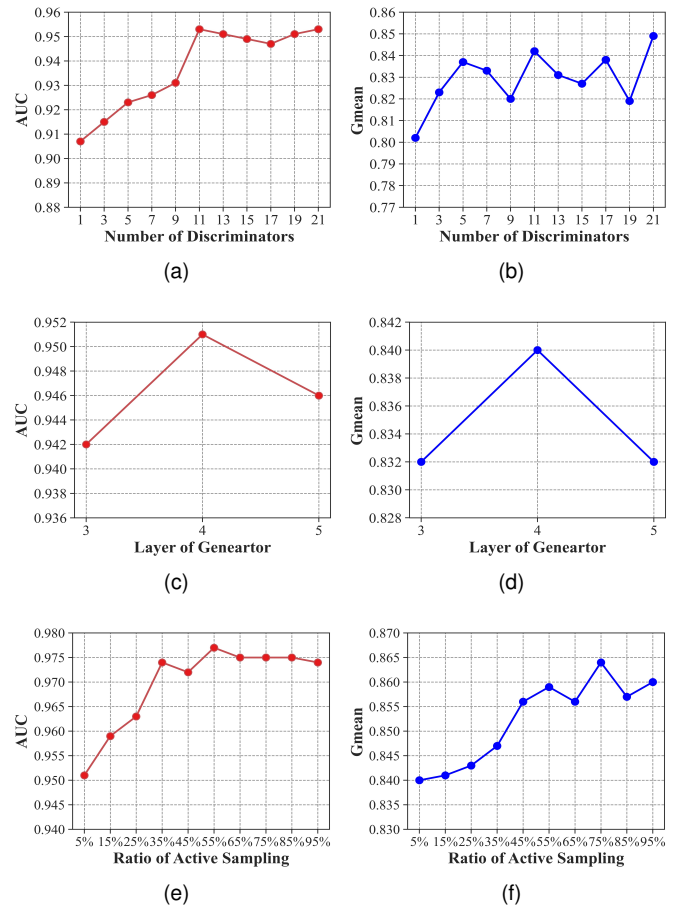 0.96
0.95
0.94
0.93
0.92
0.91
0.90
0.89
0.88
AUC
1 3 5 7 9 11 13 15 17 19 21
Number of Discriminators
(a)
0.86
0.85
0.84
0.83
0.82
0.81
0.80
0.79
0.78
0.77
Gmean
1 3 5 7 9 11 13 15 17 19 21
Number of Discriminators
(b)
0.952
0.950
0.948
0.946
0.944
0.942
0.940
0.938
0.936
AUC
3 4 5
Layer of Geneartor
(c)
0.842
0.840
0.838
0.836
0.834
0.832
0.830
0.828
Gmean
3 4 5
Layer of Geneartor
(d)
0.980
0.975
0.970
0.965
0.960
0.955
0.950
0.945
0.940
AUC
5% 15% 25% 35% 45% 55% 65% 75% 85% 95%
Ratio of Active Sampling
(e)
0.870
0.865
0.860
0.855
0.850
0.845
0.840
0.835
0.830
Gmean
5% 15% 25% 35% 45% 55% 65% 75% 85% 95%
Ratio of Active Sampling
(f)